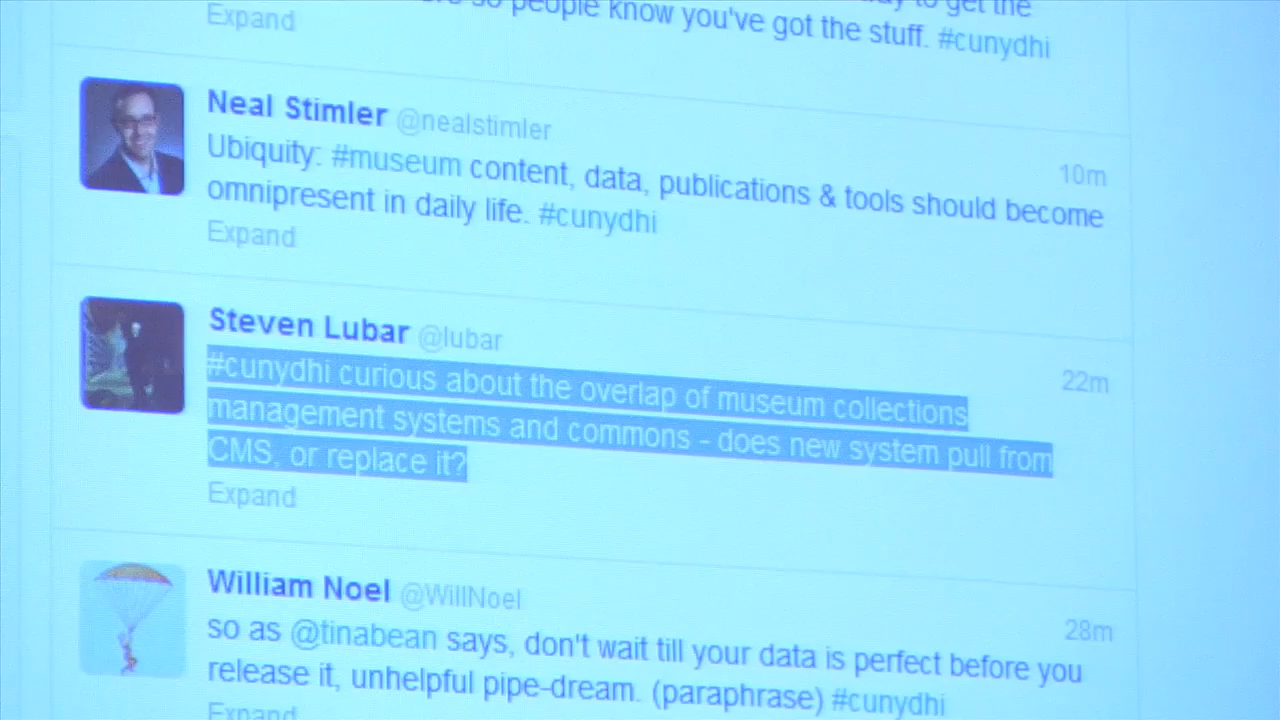 get the
people know you've got the stuff. #cunydhi
Expand
Neal Stimler @nealstimler
10m
Ubiquity: #museum content, data, publications & tools should become
omnipresent in daily life. #cunydhi
Expand
Steven Lubar @lubar
22m
#cunydhi curious about the overlap of museum collections
management systems and commons - does new system pull from
CMS, or replace it?
Expand
William Noel @WillNoel
28m
so as @tinabean says, don't wait till your data is perfect before you
release it, unhelpful pipe-dream. (paraphrase) #cunydhi
Expand